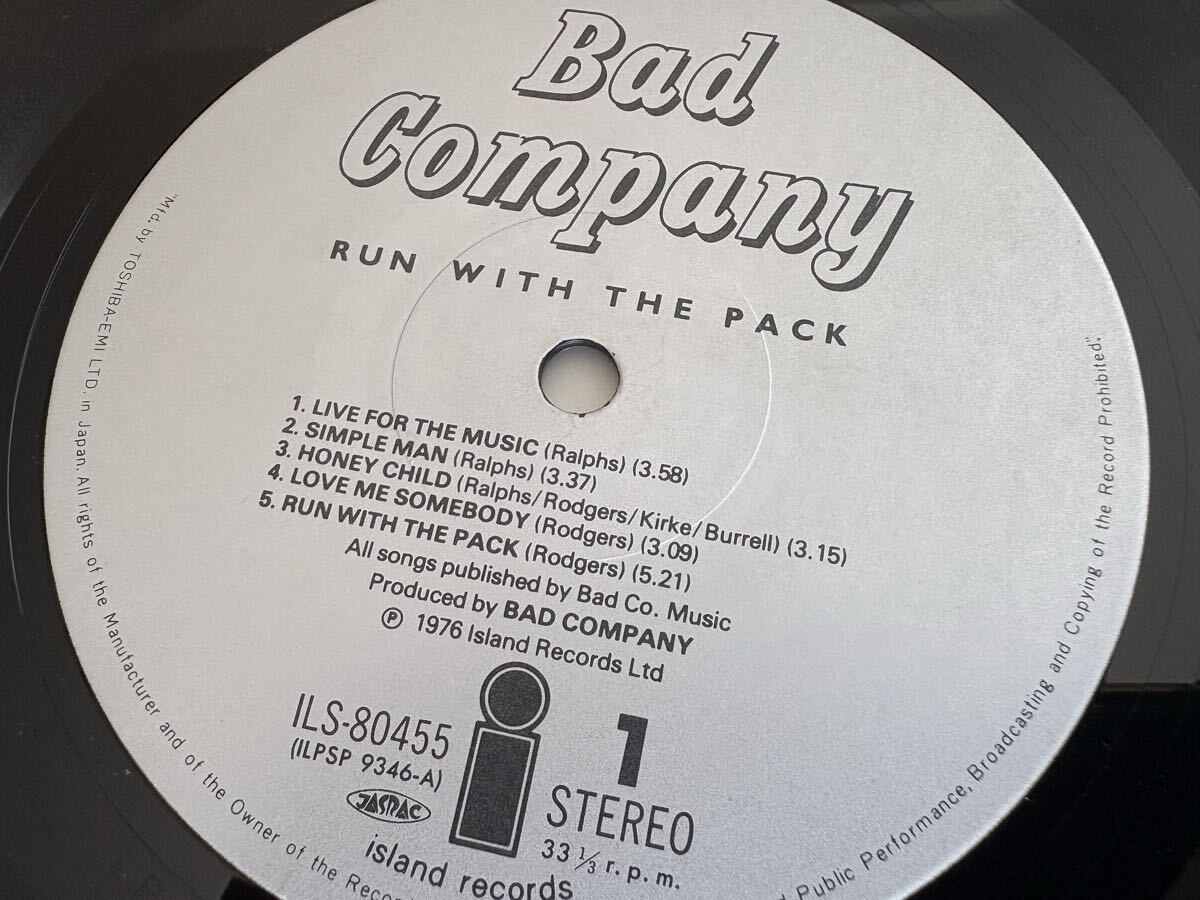 Bad
Company
RUN WITH THE PACK
1. LIVE FOR THE MUSIC (Ralphs) (3.58)
2. SIMPLE MAN (Ralphs) (3.37)
3. HONEY CHILD (Ralphs/Rodgers/Kirke/Burrell) (3.15)
4. LOVE ME SOMEBODY (Rodgers) (3.09)
5. RUN WITH THE PACK (Rodgers) (5.21)
All songs published by Bad Co. Music
Produced by BAD COMPANY
℗ 1976 Island Records Ltd
ILS-80455
(ILPSP 9346-A)
JASRAC
i
island records
1
STEREO
33 1/3 r.p.m.
"Mfd. by TOSHIBA-EMI LTD. in Japan. All rights of the Manufacturer and of the Owner of the Recor
Public Performance, Broadcasting and Copying of the Record Prohibited".